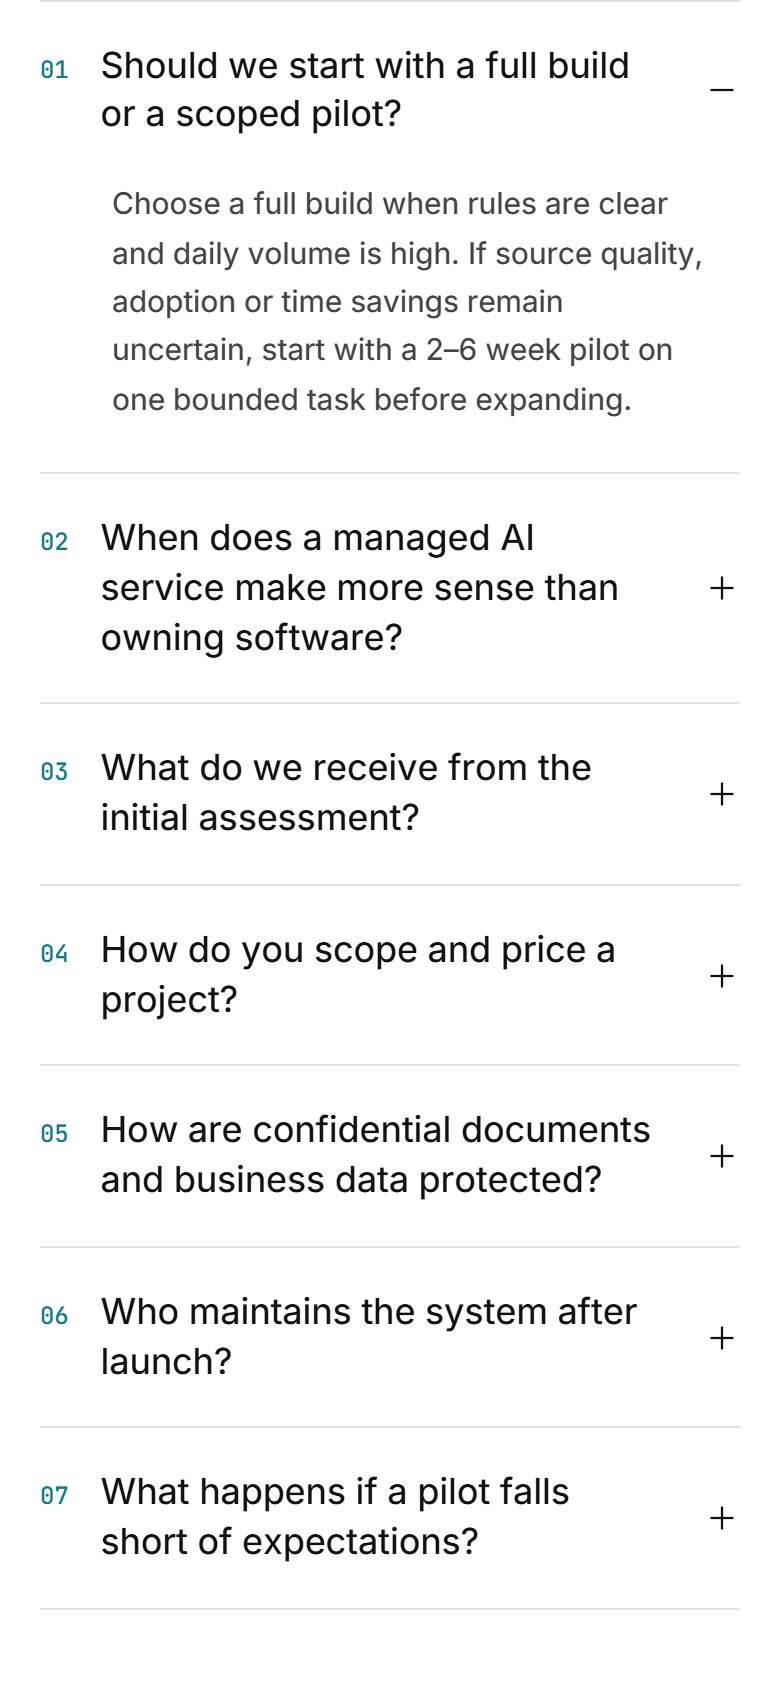 01 Should we start with a full build
or a scoped pilot?
Choose a full build when rules are clear
and daily volume is high. If source quality,
adoption or time savings remain
uncertain, start with a 2–6 week pilot on
one bounded task before expanding.
02 When does a managed AI
service make more sense than
owning software?
03 What do we receive from the
initial assessment?
04 How do you scope and price a
project?
05 How are confidential documents
and business data protected?
06 Who maintains the system after
launch?
07 What happens if a pilot falls
short of expectations?